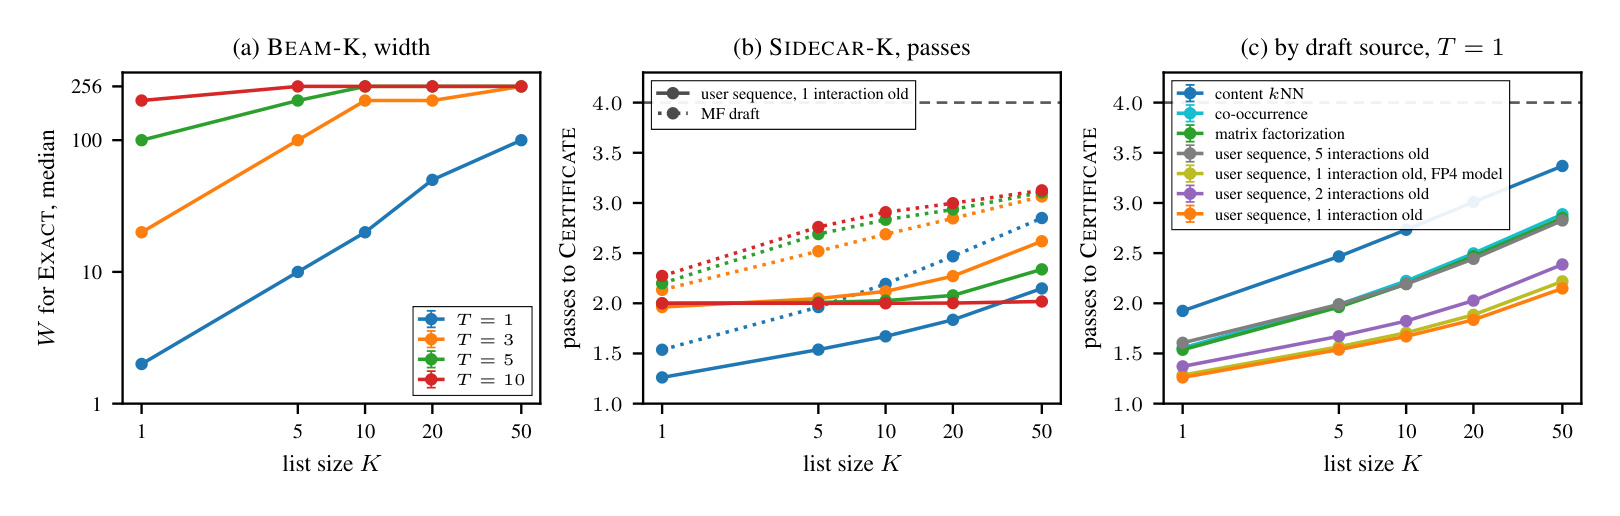 (a) BEAM-K, width
256
100
10
1
W for EXACT, median
T = 1
T = 3
T = 5
T = 10
1 5 10 20 50
list size K
(b) SIDECAR-K, passes
user sequence, 1 interaction old
MF draft
4.0
3.5
3.0
2.5
2.0
1.5
1.0
passes to CERTIFICATE
1 5 10 20 50
list size K
(c) by draft source, T = 1
content kNN
co-occurrence
matrix factorization
user sequence, 5 interactions old
user sequence, 1 interaction old, FP4 model
user sequence, 2 interactions old
user sequence, 1 interaction old
4.0
3.5
3.0
2.5
2.0
1.5
1.0
passes to CERTIFICATE
1 5 10 20 50
list size K